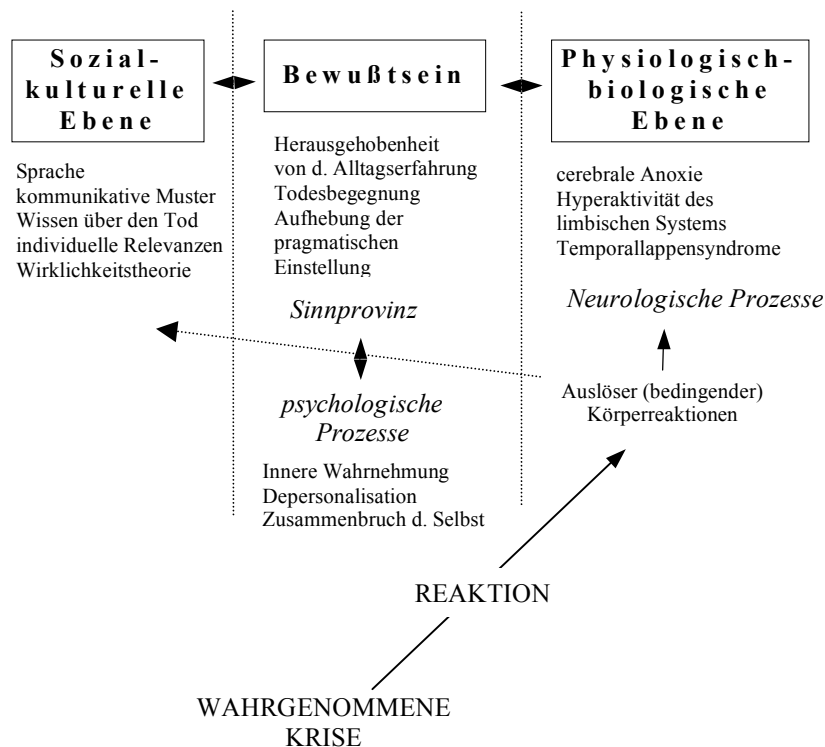 Sozial-
kulturelle
Ebene
Sprache
kommunikative Muster
Wissen über den Tod
individuelle Relevanzen
Wirklichkeitstheorie
Bewußtsein
Herausgehobenheit
von d. Alltagserfahrung
Todesbegegnung
Aufhebung der
pragmatischen
Einstellung
Sinnprovinz
psychologische
Prozesse
Innere Wahrnehmung
Depersonalisation
Zusammenbruch d. Selbst
Physiologisch-
biologische
Ebene
cerebrale Anoxie
Hyperaktivität des
limbischen Systems
Temporallappensyndrome
Neurologische Prozesse
Auslöser (bedingender)
Körperreaktionen
REAKTION
WAHRGENOMMENE
KRISE